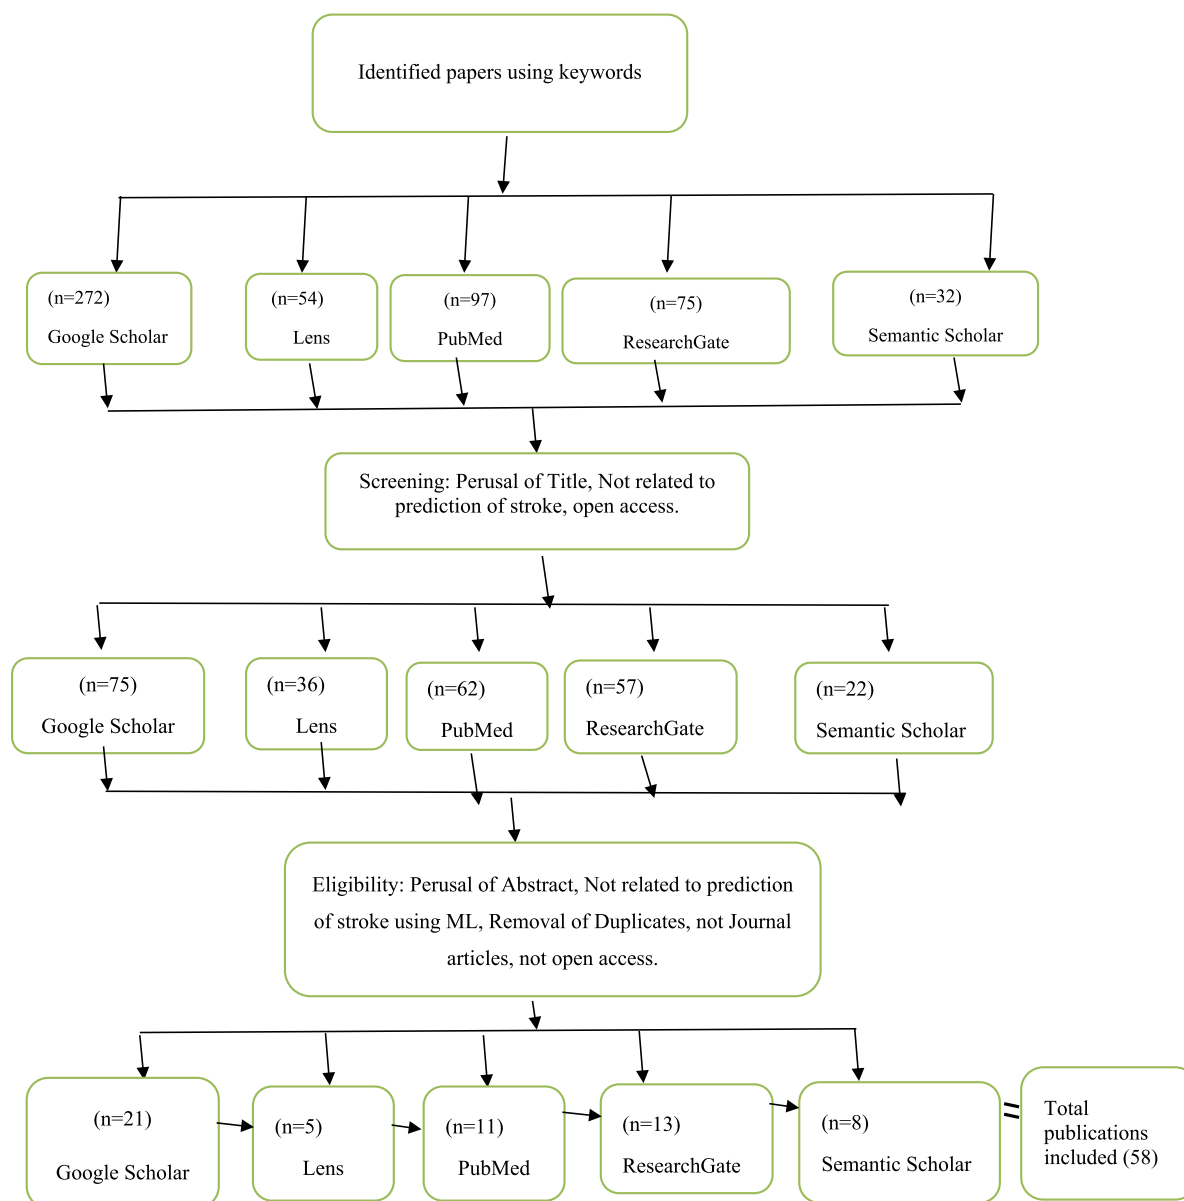 Identified papers using keywords
(n=272)
Google Scholar
(n=54)
Lens
(n=97)
PubMed
(n=75)
ResearchGate
(n=32)
Semantic Scholar
Screening: Perusal of Title, Not related to
prediction of stroke, open access.
(n=75)
Google Scholar
(n=36)
Lens
(n=62)
PubMed
(n=57)
ResearchGate
(n=22)
Semantic Scholar
Eligibility: Perusal of Abstract, Not related to prediction
of stroke using ML, Removal of Duplicates, not Journal
articles, not open access.
(n=21)
Google Scholar
(n=5)
Lens
(n=11)
PubMed
(n=13)
ResearchGate
(n=8)
Semantic Scholar
=
Total
publications
included (58)